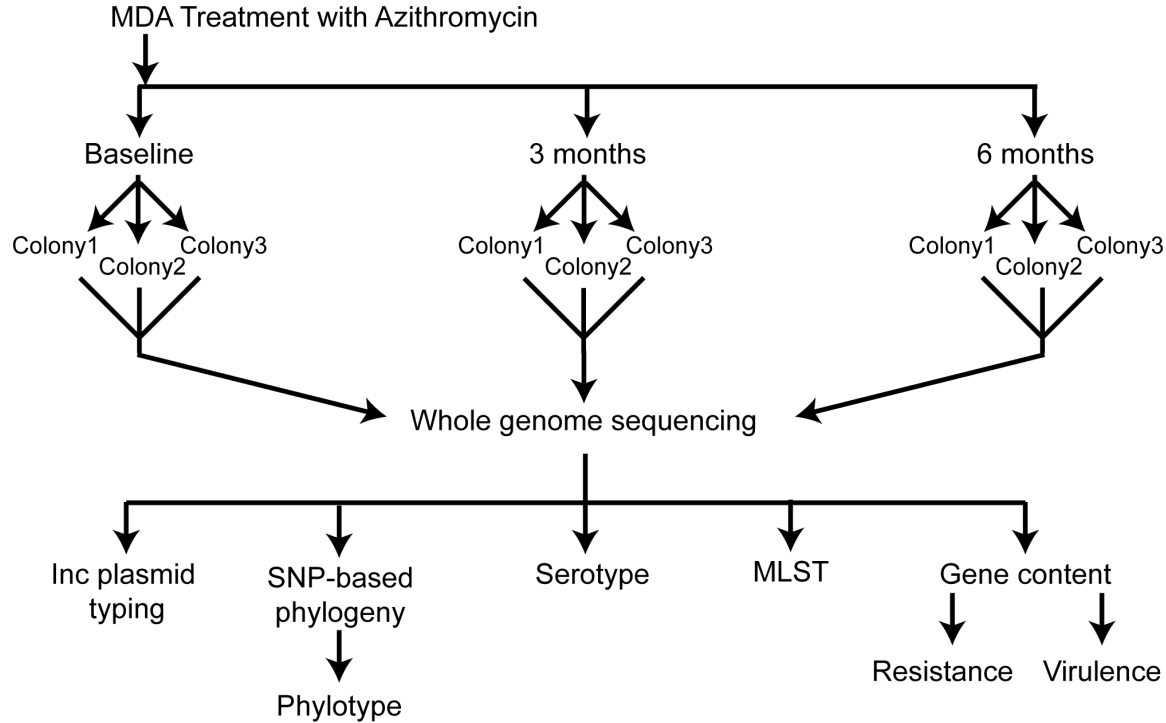 MDA Treatment with Azithromycin
Baseline
3 months
6 months
Colony1
Colony2
Colony3
Colony1
Colony2
Colony3
Colony1
Colony2
Colony3
Whole genome sequencing
Inc plasmid
typing
SNP-based
phylogeny
Serotype
MLST
Gene content
Phylotype
Resistance
Virulence